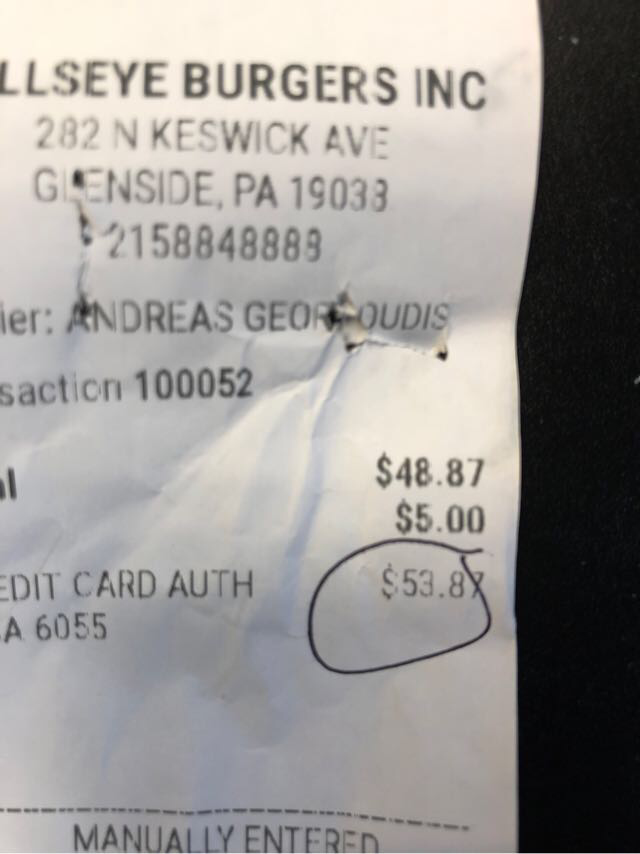 LLSEYE BURGERS INC
282 N KESWICK AVE
GLENSIDE, PA 19038
2158848888
ier: ANDREAS
saction 100052
al $48.87
$5.00
EDIT CARD AUTH $53.87
A 6055
MANUALLY ENTERED